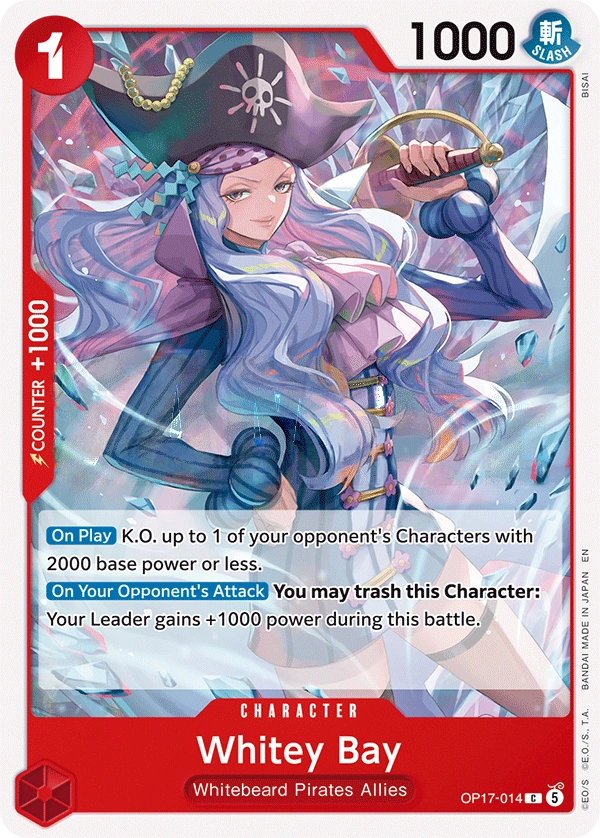 1
1000
斬
SLASH
BISAI
COUNTER +1000
On Play K.O. up to 1 of your opponent's Characters with
2000 base power or less.
On Your Opponent's Attack You may trash this Character:
Your Leader gains +1000 power during this battle.
CHARACTER
Whitey Bay
Whitebeard Pirates Allies
OP17-014 C 5
©E.O/S ©E.O./S., T.A. BANDAI MADE IN JAPAN EN